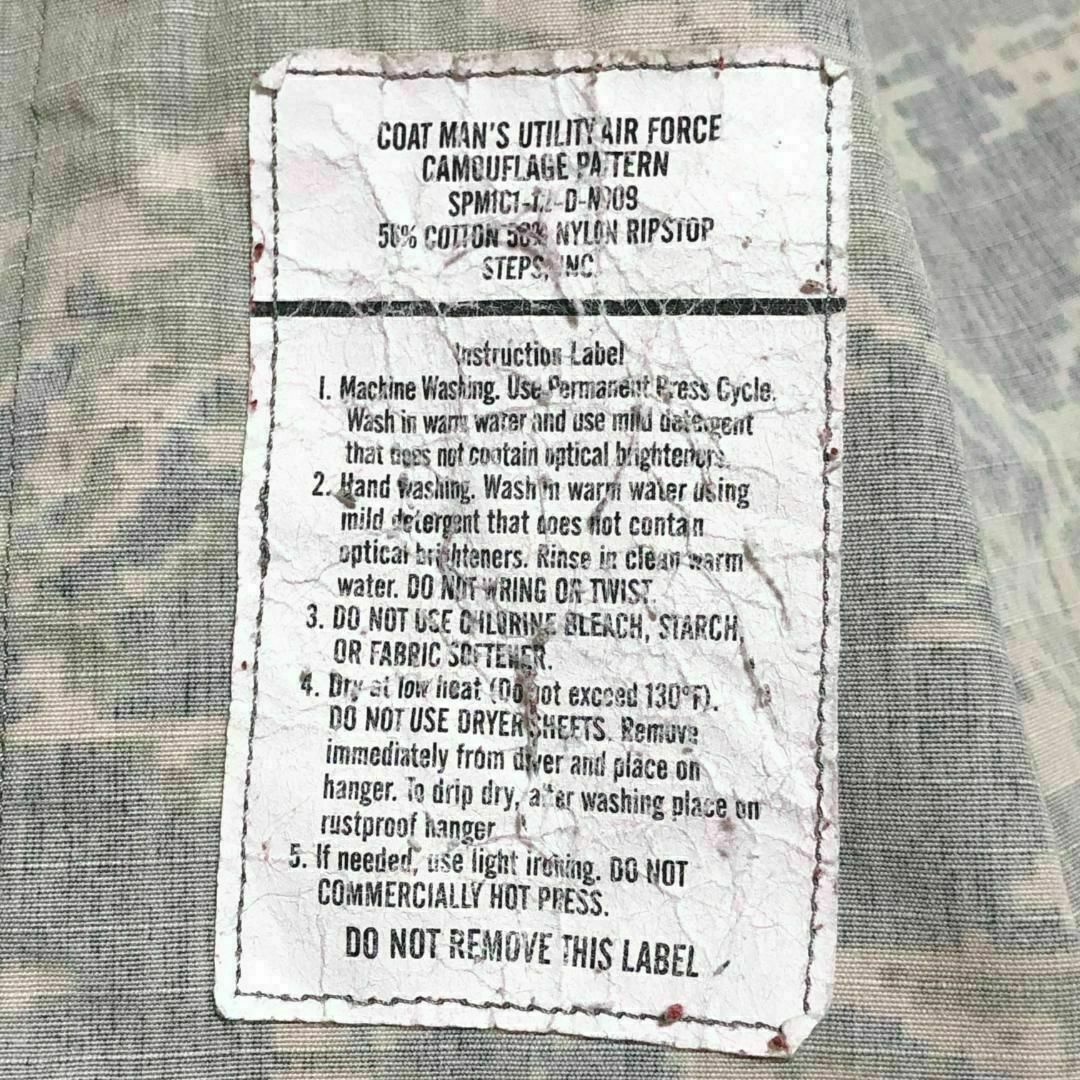 COAT MAN'S UTILITY AIR FORCE
CAMOUFLAGE PATTERN
50% COTTON 50% NYLON RIPSTOP
STEPS, INC.
Instruction Label
1. Machine Washing. Use Permanent Press Cycle.
Wash in warm water and use mild detergent
that does not contain optical brighteners.
2. Hand washing. Wash in warm water using
mild detergent that does not contain
optical brighteners. Rinse in clean warm
water. DO NOT WRING OR TWIST.
3. DO NOT USE CHLORINE BLEACH, STARCH,
OR FABRIC SOFTENER.
4. Dry at low heat (Do not exceed 130°F).
DO NOT USE DRYER SHEETS. Remove
immediately from dryer and place on
hanger. To drip dry, after washing place on
rustproof hanger
5. If needed, use light ironing. DO NOT
COMMERCIALLY HOT PRESS.
DO NOT REMOVE THIS LABEL